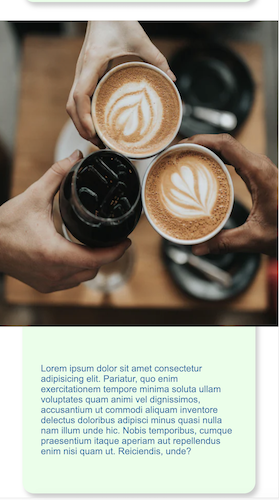 Lorem ipsum dolor sit amet consectetur
adipisicing elit. Pariatur, quo enim
exercitationem tempore minima soluta ullam
voluptates quam animi vel dignissimos,
accusantium ut commodi aliquam inventore
delectus doloribus adipisci minus quasi nulla
nam illum unde hic. Nobis temporibus, cumque
praesentium itaque aperiam aut repellendus
enim nisi quam ut. Reiciendis, unde?